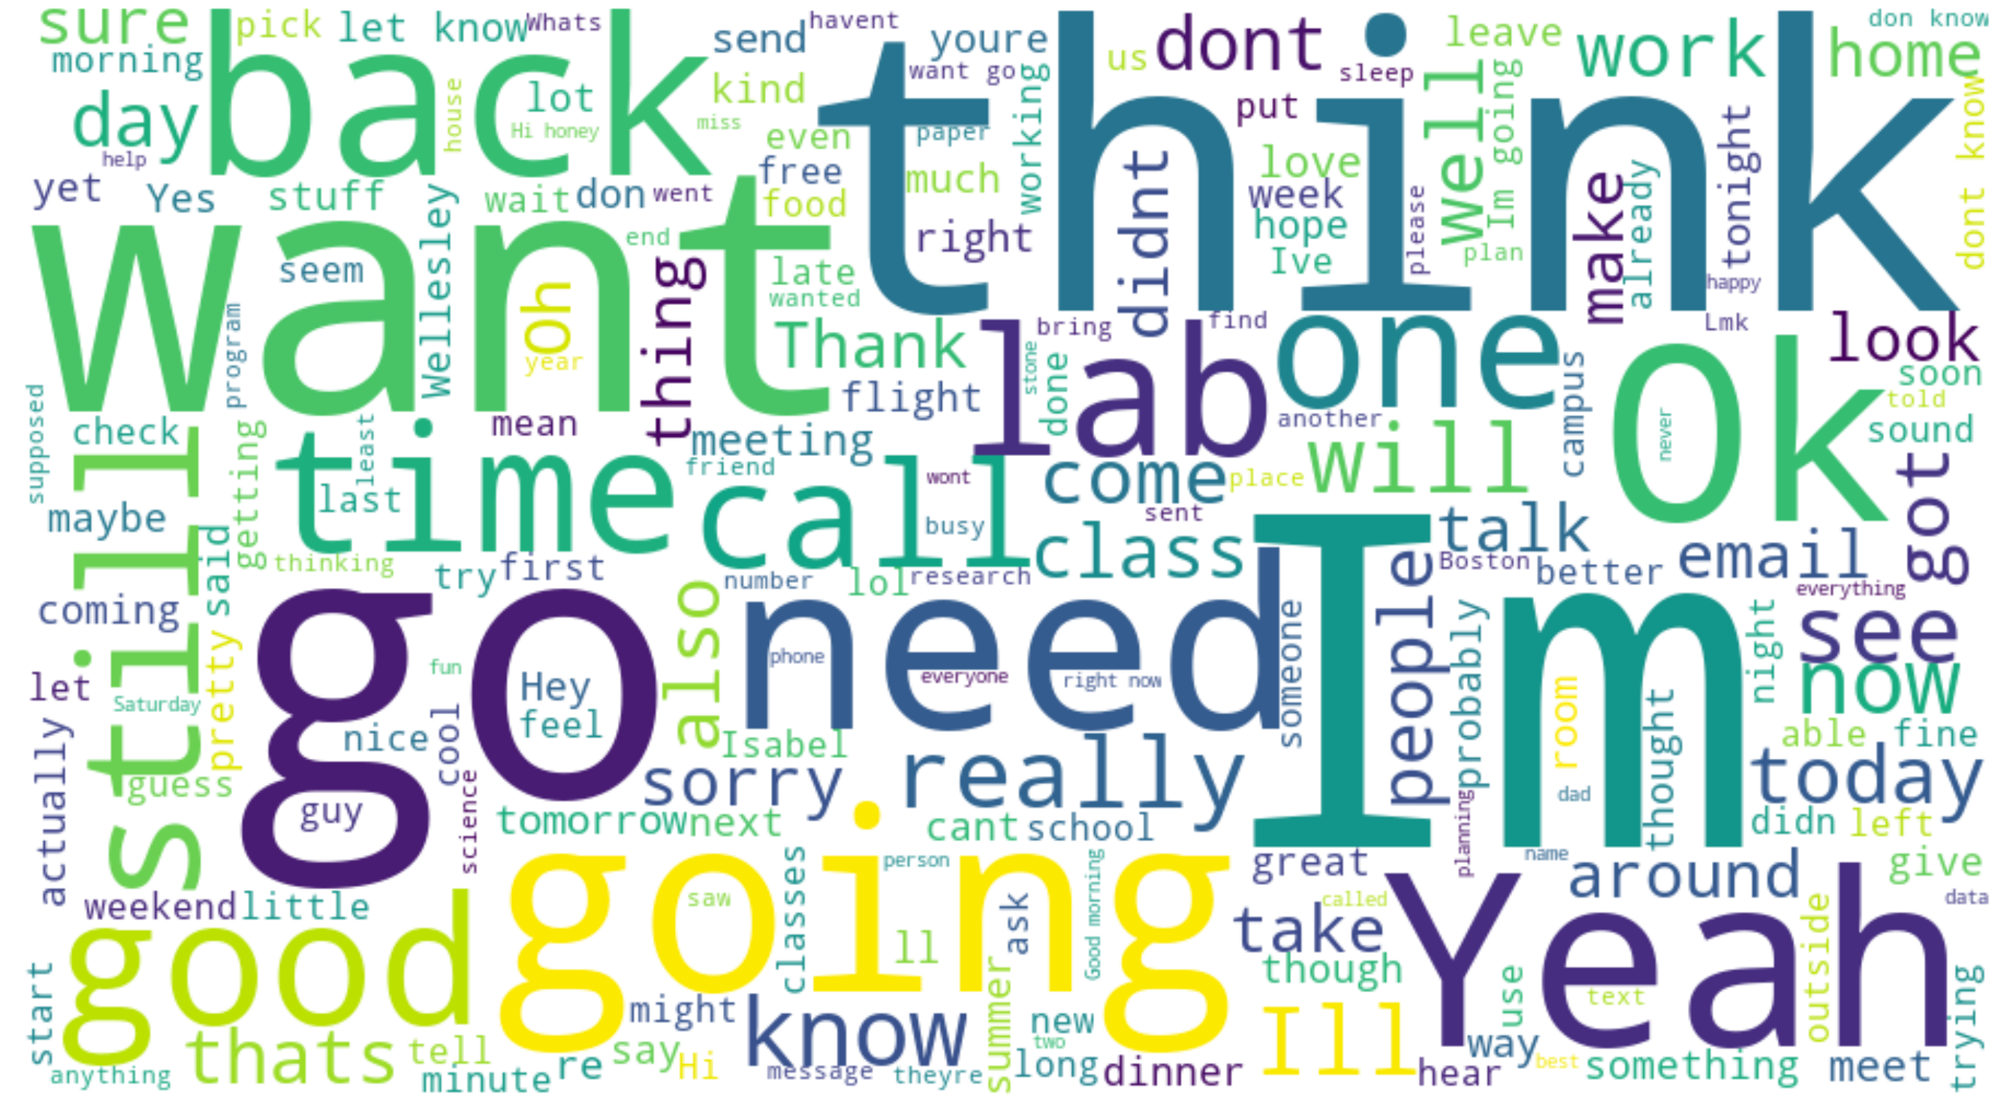 sure
pick
let know
Whats
havent
send
youre
us
dont
sleep
leave
work
don know
home
morning
back
think
want go
kind
lot
house
Hi honey
miss
day
help
even
paper
working
put
well
Im going
tonight
dont know
yet
Yes
stuff
wait
don
went
free
food
much
right
didnt
love
week
hope
Ive
please
plan
make
already
happy
want
Wellesley
seem
end
thing
late
wanted
oh
year
program
Thank
lab
bring
find
one
Lmk
look
soon
told
sound
Ok
never
flight
stone
done
another
campus
supposed
check
still
getting
time
least
last
mean
meeting
friend
call
wont
busy
come
sent
place
will
got
maybe
said
thinking
try
first
number
lol
research
class
talk
Boston
better
email
everything
see
now
coming
pretty
go
Hey
feel
fun
also
need
phone
everyone
right now
someone
Im
people
probably
room
thought
night
able
fine
let
Saturday
actually
guess
nice
cool
guy
science
Isabel
sorry
really
dad
planning
today
didn
left
tomorrow
next
cant
school
great
name
around
give
data
weekend
little
going
saw
classes
person
ll
ask
Good morning
called
take
Yeah
though
outside
text
use
trying
good
start
thats
anything
tell
minute
re
say
Hi
might
know
message
theyre
summer
new
two
long
dinner
Ill
hear
way
best
something
meet